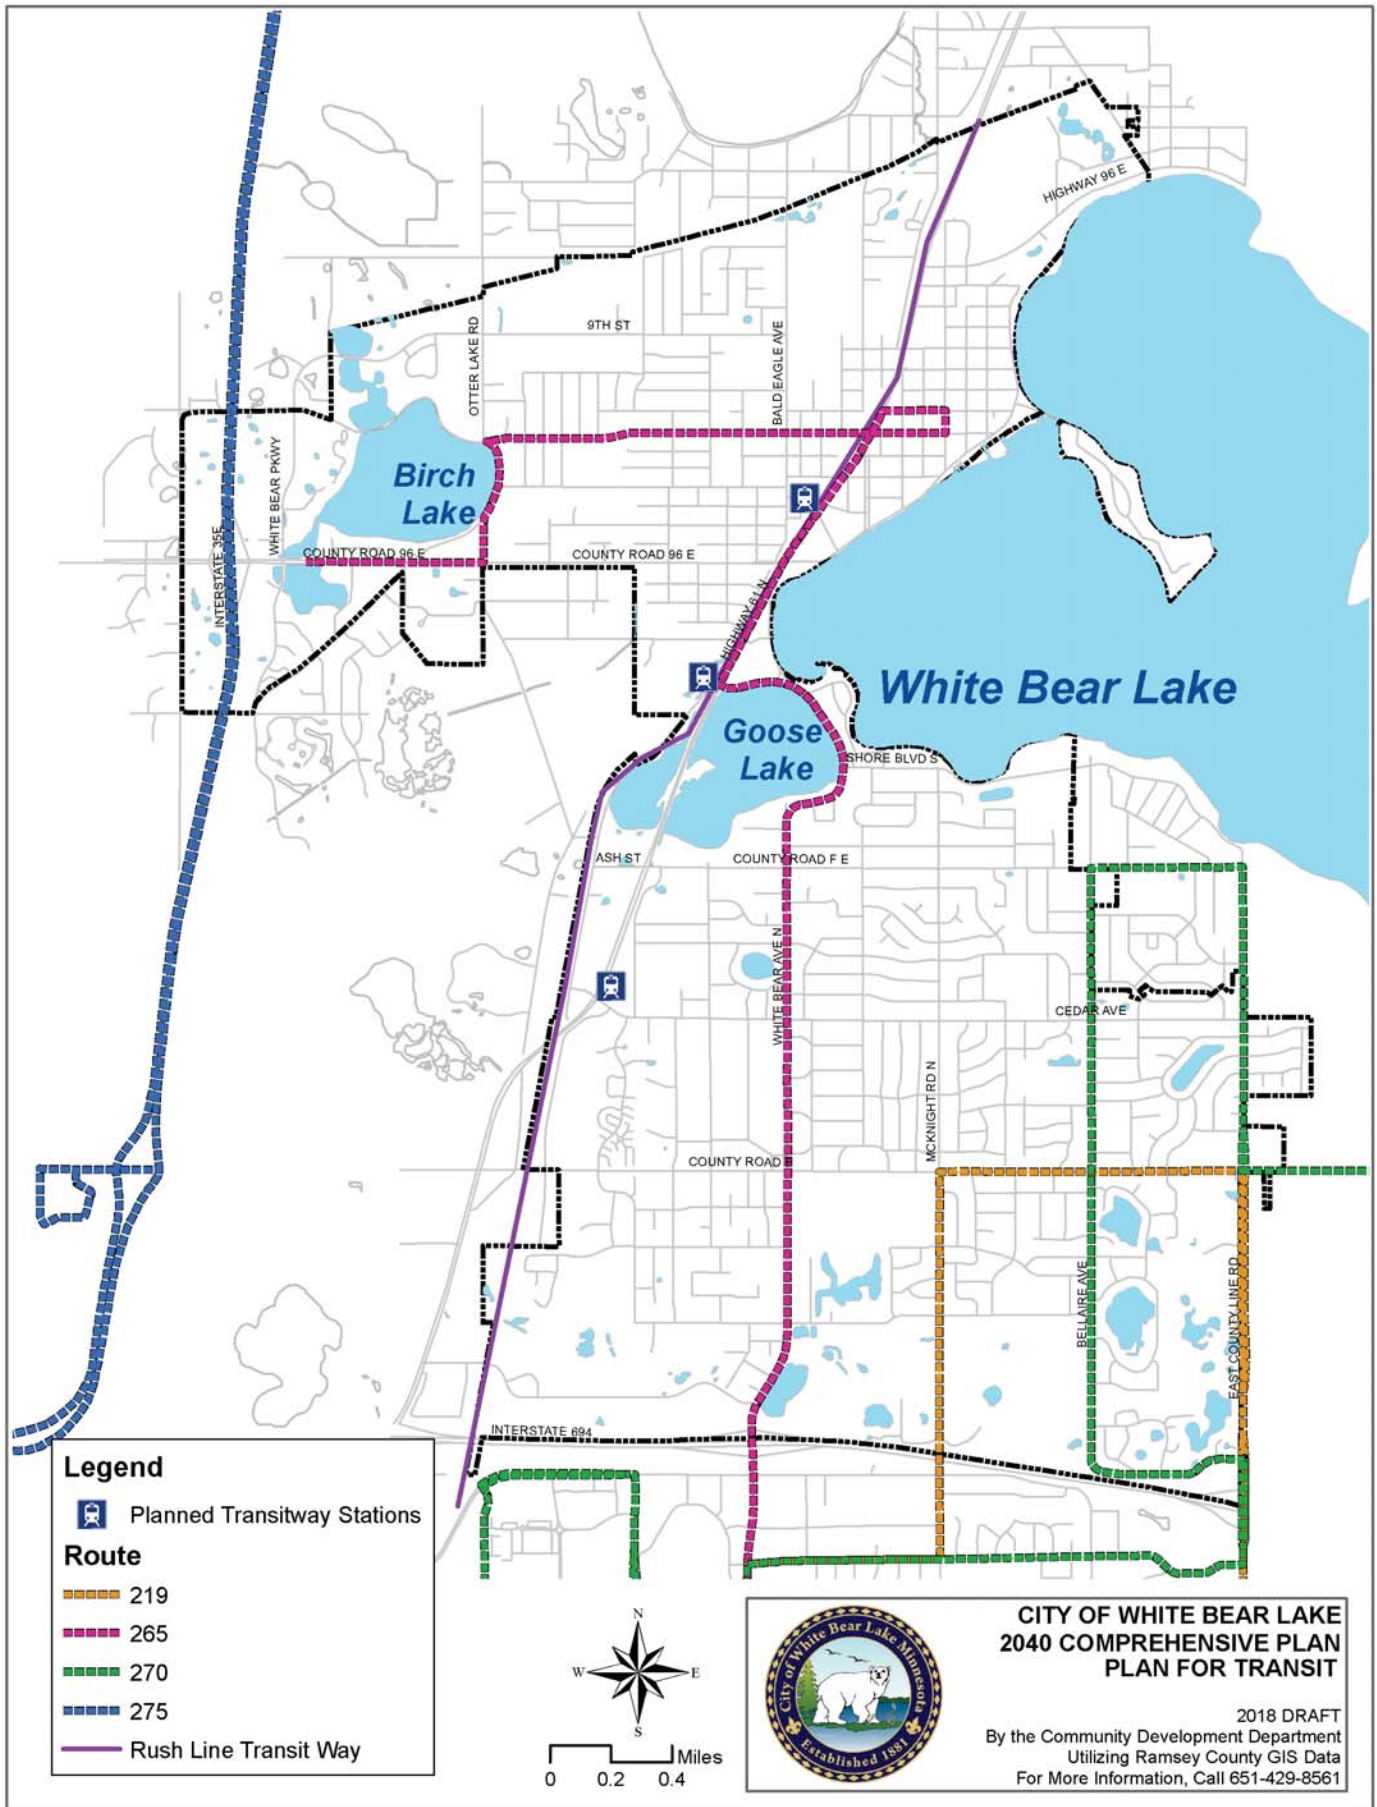 HIGHWAY 96 E
9TH ST
OTTER LAKE RD
BALD EAGLE AVE
Birch
Lake
WHITE BEAR PKWY
INTERSTATE 35E
COUNTY ROAD 96 E
COUNTY ROAD 96 E
HIGHWAY 61 N
White Bear Lake
Goose
Lake
SHORE BLVD S
ASH ST
COUNTY ROAD F E
WHITE BEAR AVE N
CEDAR AVE
MCKNIGHT RD N
COUNTY ROAD E
BELLAIRE AVE
EAST COUNTY LINE RD
INTERSTATE 694
Legend
Planned Transitway Stations
Route
219
265
270
275
Rush Line Transit Way
N
W E
S
Miles
0 0.2 0.4
City of White Bear Lake Minnesota
Established 1881
CITY OF WHITE BEAR LAKE
2040 COMPREHENSIVE PLAN
PLAN FOR TRANSIT
2018 DRAFT
By the Community Development Department
Utilizing Ramsey County GIS Data
For More Information, Call 651-429-8561